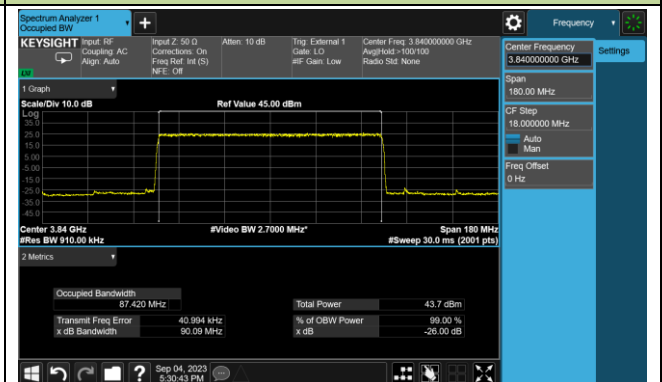 Spectrum Analyzer 1
Occupied BW
+
Frequency
KEYSIGHT
Input: RF
Coupling: AC
Align: Auto
Input Z: 50 Ω
Corrections: On
Freq Ref: Int (S)
NFE: Off
Atten: 10 dB
Trig: External 1
Gate: LO
#IF Gain: Low
Center Freq: 3.840000000 GHz
Avg|Hold:>100/100
Radio Std: None
Center Frequency
3.840000000 GHz
Settings
Span
180.00 MHz
CF Step
18.000000 MHz
Auto
Man
Freq Offset
0 Hz
1 Graph
Scale/Div 10.0 dB
Ref Value 45.00 dBm
Log
35.0
25.0
15.0
5.00
-5.00
-15.0
-25.0
-35.0
-45.0
Center 3.84 GHz
#Video BW 2.7000 MHz*
Span 180 MHz
#Res BW 910.00 kHz
#Sweep 30.0 ms (2001 pts)
2 Metrics
Occupied Bandwidth
87.420 MHz
Total Power
43.7 dBm
Transmit Freq Error
40.994 kHz
% of OBW Power
99.00 %
x dB Bandwidth
90.09 MHz
x dB
-26.00 dB
?
Sep 04, 2023
5:30:43 PM